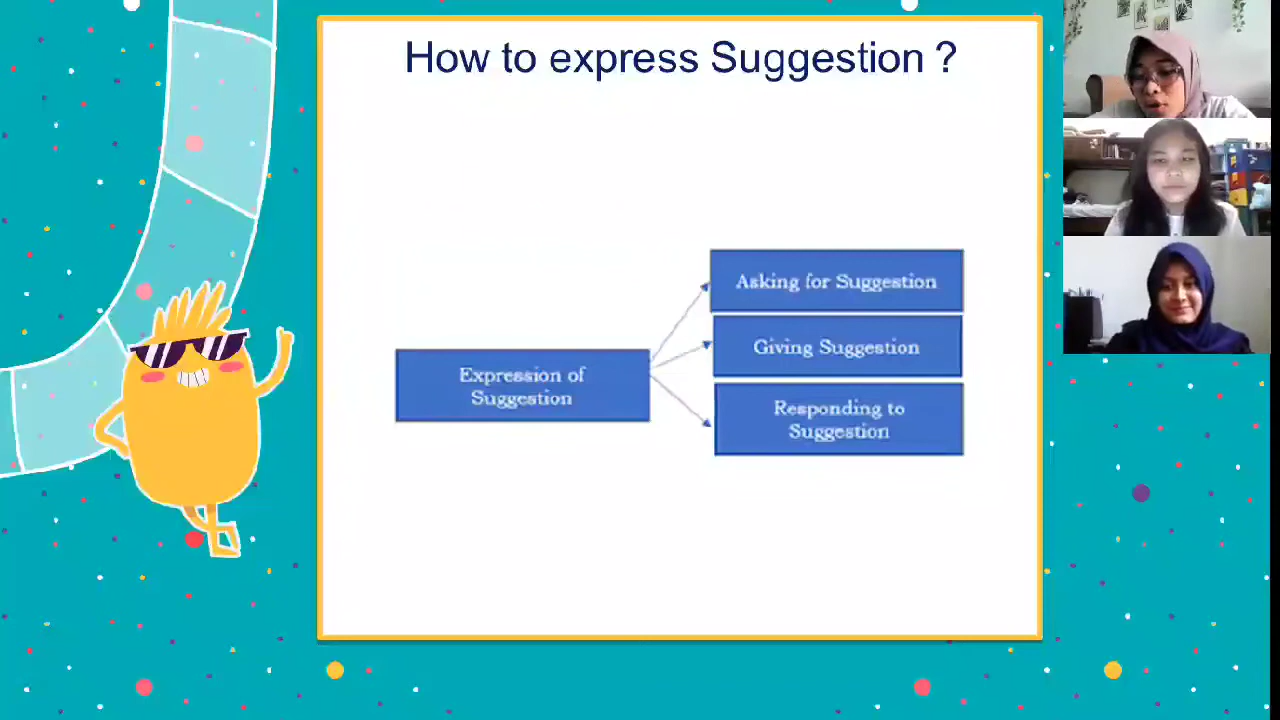 How to express Suggestion ?
Expression of
Suggestion
Asking for Suggestion
Giving Suggestion
Responding to
Suggestion